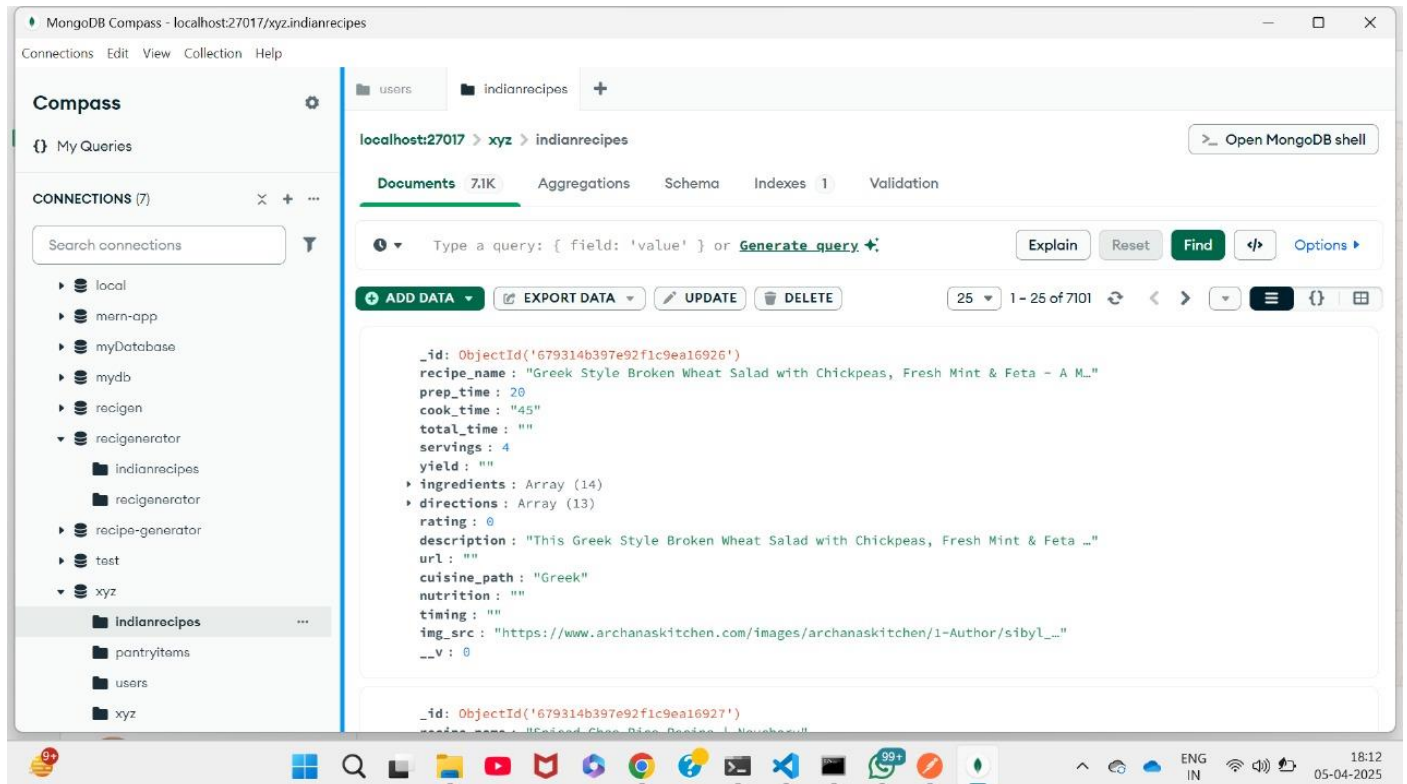 MongoDB Compass - localhost:27017/xyz.indianrecipes
Connections Edit View Collection Help
Compass
{} My Queries
CONNECTIONS (7)
Search connections
local
mern-app
myDatabase
mydb
recigen
recigenerator
indianrecipes
recigenerator
recipe-generator
test
xyz
indianrecipes
pantryitems
users
xyz
users indianrecipes +
localhost:27017 > xyz > indianrecipes
>_ Open MongoDB shell
Documents 7.1K Aggregations Schema Indexes 1 Validation
Type a query: { field: 'value' } or Generate query
Explain Reset Find </> Options
ADD DATA EXPORT DATA UPDATE DELETE 25 1 - 25 of 7101 {}
_id: ObjectId('679314b397e92f1c9ea16926')
recipe_name : "Greek Style Broken Wheat Salad with Chickpeas, Fresh Mint & Feta - A M…"
prep_time : 20
cook_time : "45"
total_time : ""
servings : 4
yield : ""
ingredients : Array (14)
directions : Array (13)
rating : 0
description : "This Greek Style Broken Wheat Salad with Chickpeas, Fresh Mint & Feta …"
url : ""
cuisine_path : "Greek"
nutrition : ""
timing : ""
img_src : "https://www.archanaskitchen.com/images/archanaskitchen/1-Author/sibyl_…"
__v : 0
_id: ObjectId('679314b397e92f1c9ea16927')
9+
99+
ENG
IN
18:12
05-04-2025